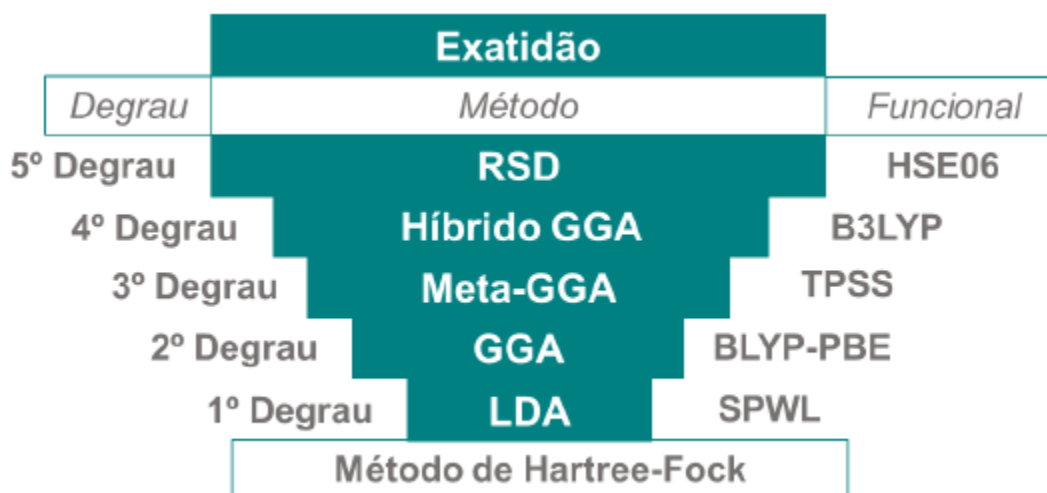 Exatidão
Degrau Método Funcional
5º Degrau RSD HSE06
4º Degrau Híbrido GGA B3LYP
3º Degrau Meta-GGA TPSS
2º Degrau GGA BLYP-PBE
1º Degrau LDA SPWL
Método de Hartree-Fock